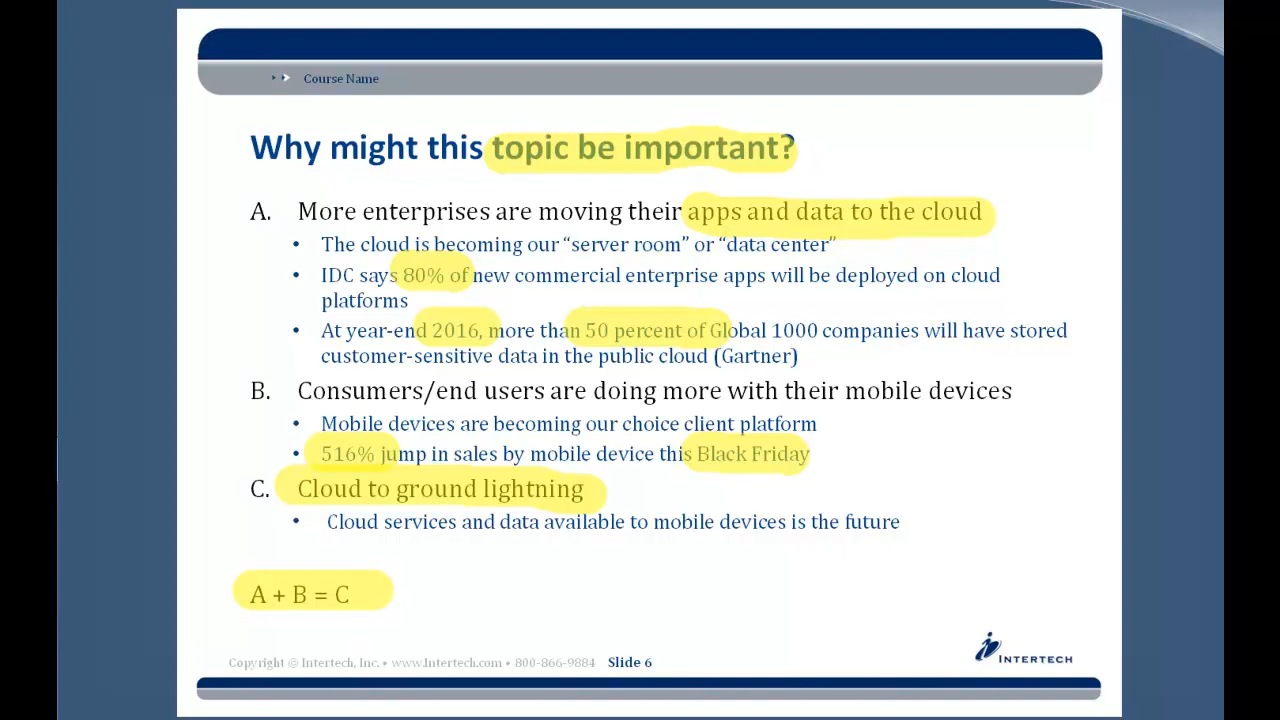 Course Name
Why might this topic be important?
A. More enterprises are moving their apps and data to the cloud
• The cloud is becoming our “server room” or “data center”
• IDC says 80% of new commercial enterprise apps will be deployed on cloud
platforms
• At year-end 2016, more than 50 percent of Global 1000 companies will have stored
customer-sensitive data in the public cloud (Gartner)
B. Consumers/end users are doing more with their mobile devices
• Mobile devices are becoming our choice client platform
• 516% jump in sales by mobile device this Black Friday
C. Cloud to ground lightning
• Cloud services and data available to mobile devices is the future
A + B = C
Copyright © Intertech, Inc. • www.Intertech.com • 800-866-9884 Slide 6
INTERTECH